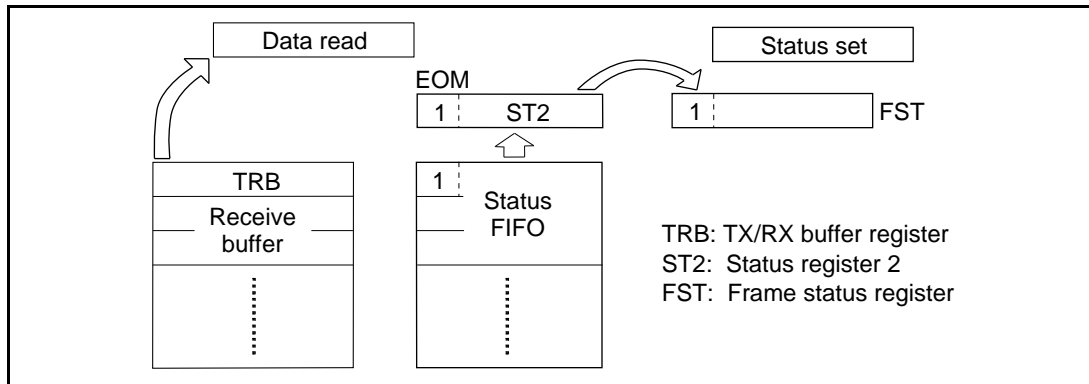 Data read
Status set
EOM
1 ST2
1 FST
TRB
1
Receive
buffer
Status
FIFO
TRB: TX/RX buffer register
ST2: Status register 2
FST: Frame status register